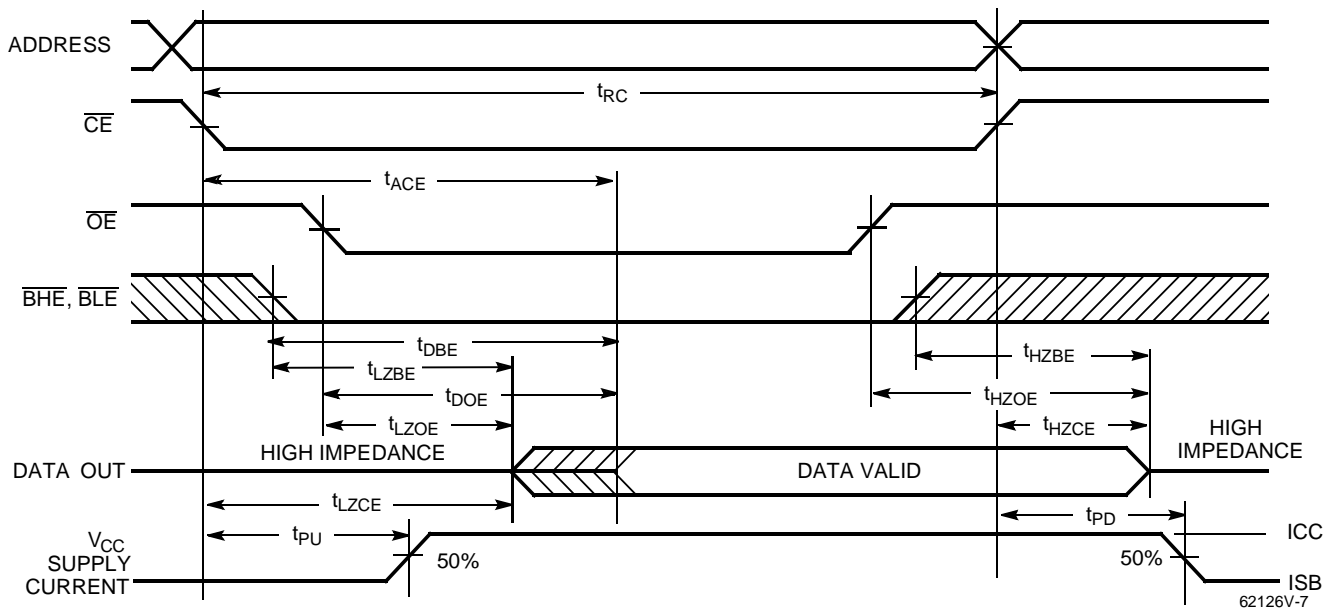 ADDRESS
tRC
CE
tACE
OE
BHE, BLE
tDBE
tLZBE
tHZBE
tDOE
tHZOE
tLZOE
tHZCE
HIGH IMPEDANCE
HIGH
IMPEDANCE
DATA OUT
DATA VALID
tLZCE
tPU
tPD
VCC
SUPPLY
CURRENT
50%
50%
ICC
ISB
62126V-7